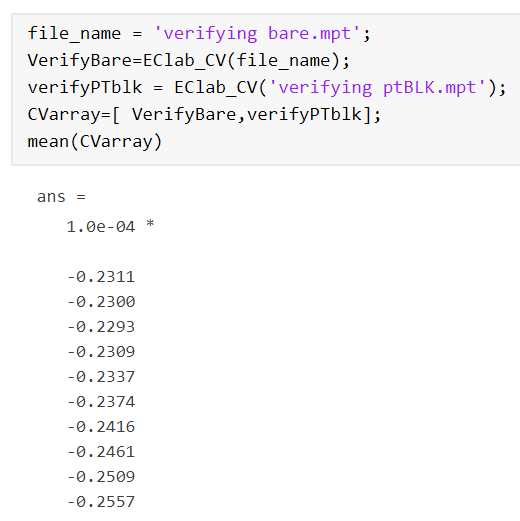 file_name = 'verifying bare.mpt';
VerifyBare=EClab_CV(file_name);
verifyPTblk = EClab_CV('verifying ptBLK.mpt');
CVarray=[ VerifyBare,verifyPTblk];
mean(CVarray)
ans =
1.0e-04 *
-0.2311
-0.2300
-0.2293
-0.2309
-0.2337
-0.2374
-0.2416
-0.2461
-0.2509
-0.2557